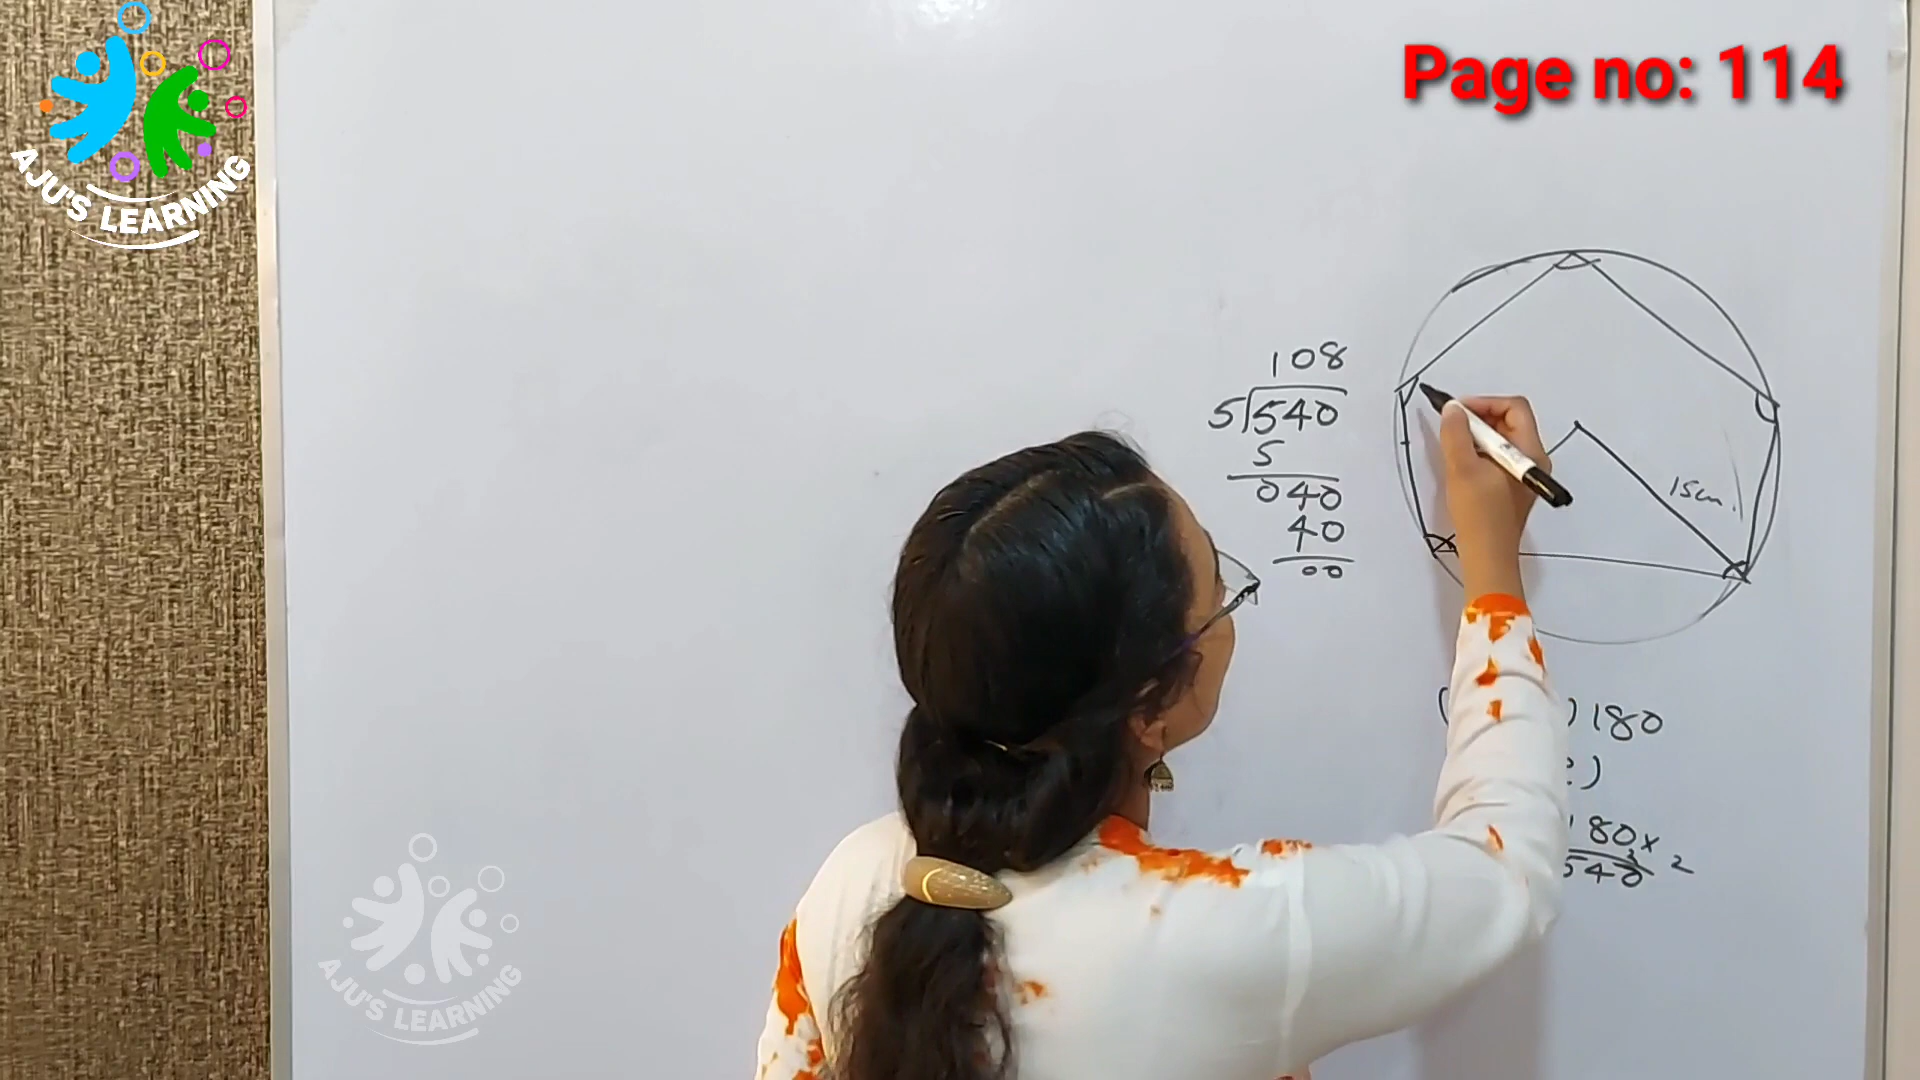 AJU'S LEARNING
Page no: 114
108
5)540
5
040
40
00
15cm
( )180
)
180×
540
2
AJU'S LEARNING